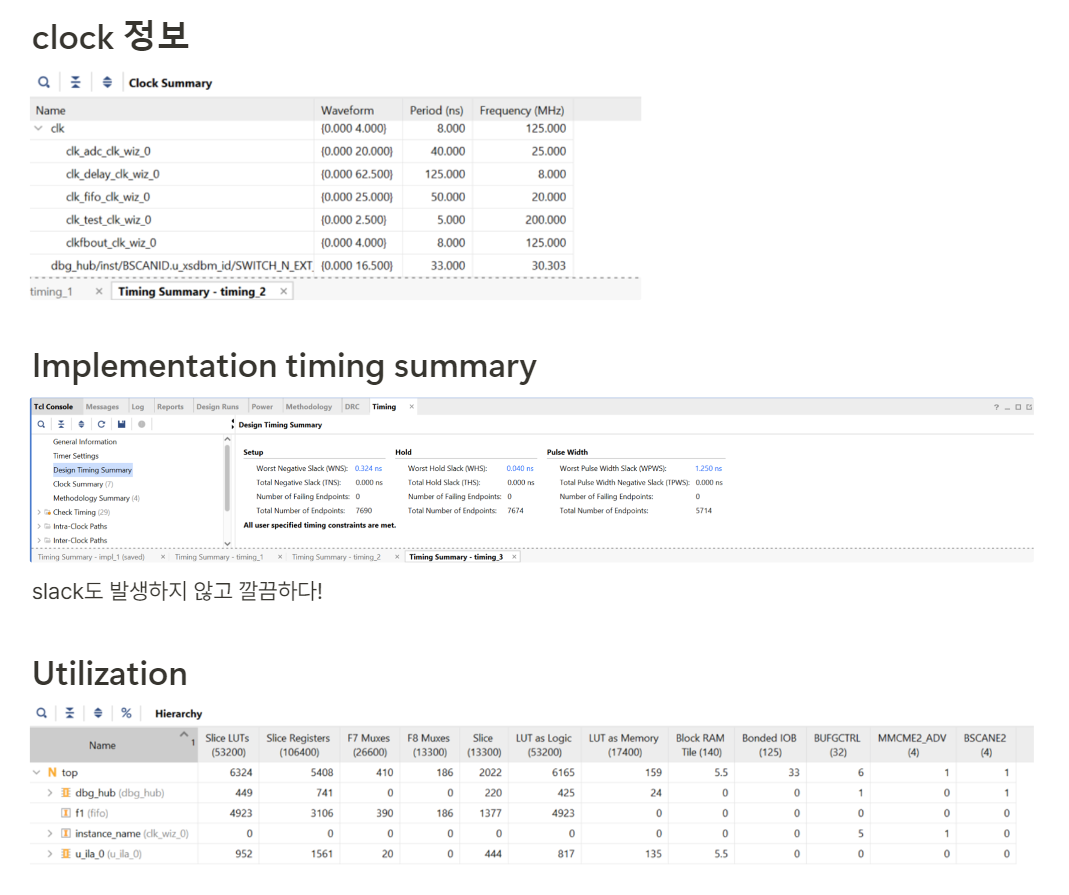 clock 정보
Clock Summary
Name Waveform Period (ns) Frequency (MHz)
clk {0.000 4.000} 8.000 125.000
clk_adc_clk_wiz_0 {0.000 20.000} 40.000 25.000
clk_delay_clk_wiz_0 {0.000 62.500} 125.000 8.000
clk_fifo_clk_wiz_0 {0.000 25.000} 50.000 20.000
clk_test_clk_wiz_0 {0.000 2.500} 5.000 200.000
clkfbout_clk_wiz_0 {0.000 4.000} 8.000 125.000
dbg_hub/inst/BSCANID.u_xsdbm_id/SWITCH_N_EXT_ {0.000 16.500} 33.000 30.303
timing_1 × Timing Summary - timing_2 ×
Implementation timing summary
Tcl Console Messages Log Reports Design Runs Power Methodology DRC Timing ×
Design Timing Summary
General Information
Timer Settings
Design Timing Summary
Clock Summary (7)
Methodology Summary (4)
Check Timing (29)
Intra-Clock Paths
Inter-Clock Paths
Setup Hold Pulse Width
Worst Negative Slack (WNS): 0.324 ns Worst Hold Slack (WHS): 0.040 ns Worst Pulse Width Slack (WPWS): 1.250 ns
Total Negative Slack (TNS): 0.000 ns Total Hold Slack (THS): 0.000 ns Total Pulse Width Negative Slack (TPWS): 0.000 ns
Number of Failing Endpoints: 0 Number of Failing Endpoints: 0 Number of Failing Endpoints: 0
Total Number of Endpoints: 7690 Total Number of Endpoints: 7674 Total Number of Endpoints: 5714
All user specified timing constraints are met.
Timing Summary - impl_1 (saved) × Timing Summary - timing_1 × Timing Summary - timing_2 × Timing Summary - timing_3 ×
slack도 발생하지 않고 깔끔하다!
Utilization
% Hierarchy
Name 1 Slice LUTs (53200) Slice Registers (106400) F7 Muxes (26600) F8 Muxes (13300) Slice (13300) LUT as Logic (53200) LUT as Memory (17400) Block RAM Tile (140) Bonded IOB (125) BUFGCTRL (32) MMCME2_ADV (4) BSCANE2 (4)
N top 6324 5408 410 186 2022 6165 159 5.5 33 6 1 1
dbg_hub (dbg_hub) 449 741 0 0 220 425 24 0 0 1 0 1
f1 (fifo) 4923 3106 390 186 1377 4923 0 0 0 0 0 0
instance_name (clk_wiz_0) 0 0 0 0 0 0 0 0 0 5 1 0
u_ila_0 (u_ila_0) 952 1561 20 0 444 817 135 5.5 0 0 0 0